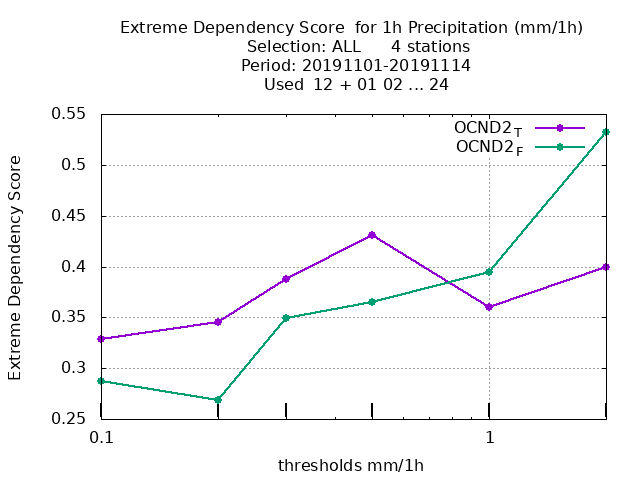 Extreme Dependency Score  for 1h Precipitation (mm/1h)
Selection: ALL      4 stations
Period: 20191101-20191114
Used  12 + 01 02 ... 24
OCND2T
OCND2F
Extreme Dependency Score
0.55
0.5
0.45
0.4
0.35
0.3
0.25
0.1 1
thresholds mm/1h